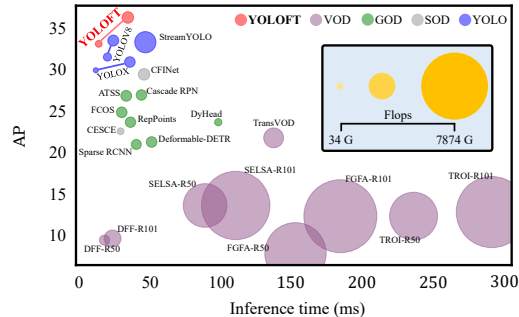 YOLOFT VOD GOD SOD YOLO
AP
35
30
25
20
15
10
YOLOFT
YOLOV8
YOLOX
StreamYOLO
CFINet
ATSS
Cascade RPN
FCOS
RepPoints
DyHead
CESCE
Deformable-DETR
Sparse RCNN
TransVOD
Flops
34 G
7874 G
SELSA-R50
SELSA-R101
FGFA-R101
TROI-R101
DFF-R101
DFF-R50
FGFA-R50
TROI-R50
0 50 100 150 200 250 300
Inference time (ms)